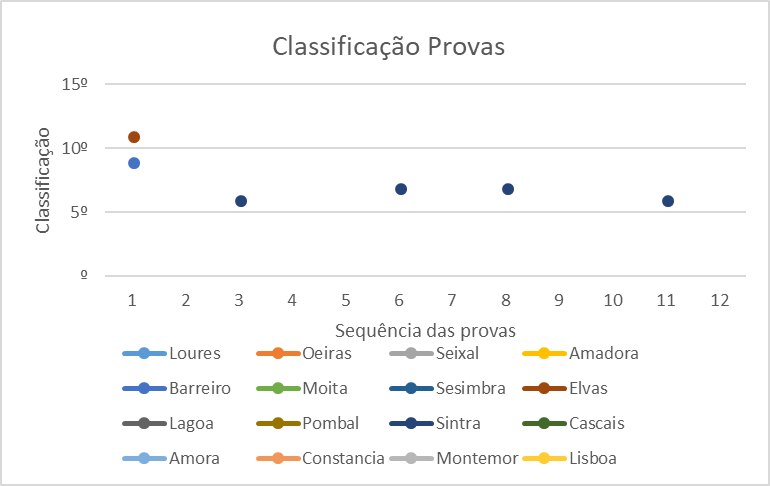 Classificação Provas
15º
10º
5º
º
Classificação
1 2 3 4 5 6 7 8 9 10 11 12
Sequência das provas
Loures Oeiras Seixal Amadora
Barreiro Moita Sesimbra Elvas
Lagoa Pombal Sintra Cascais
Amora Constancia Montemor Lisboa